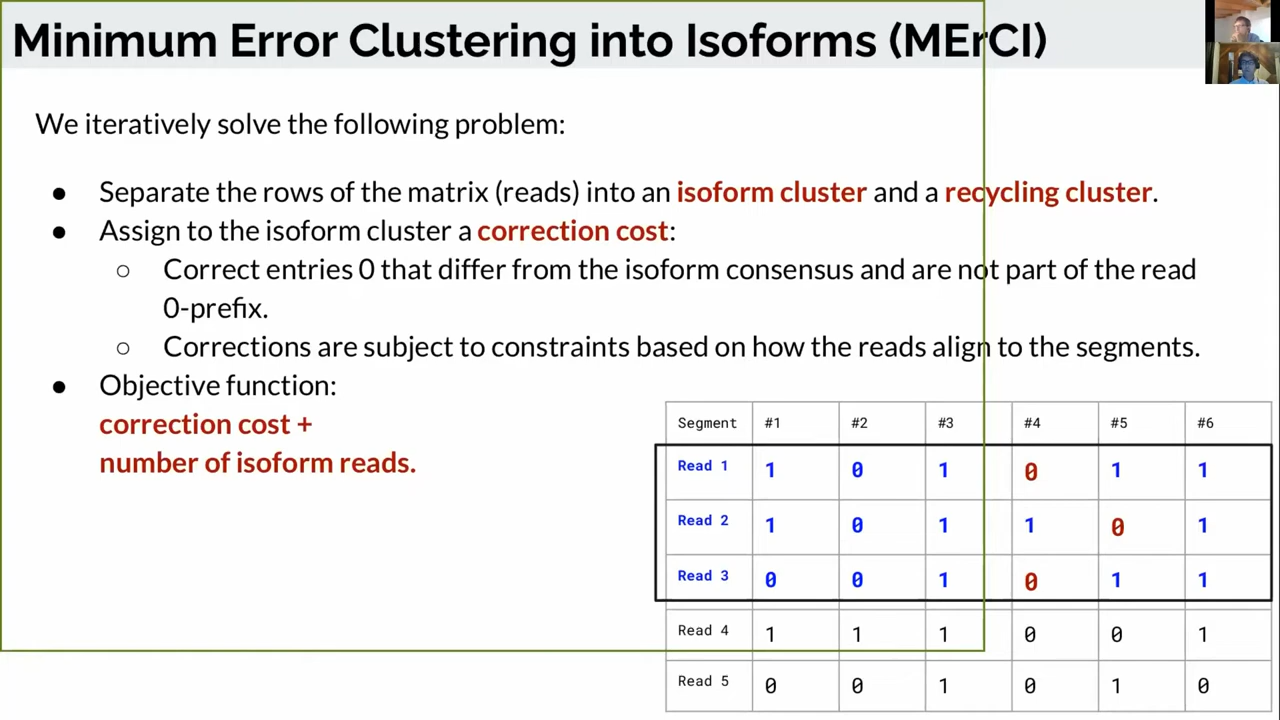 Minimum Error Clustering into Isoforms (MErCI)
We iteratively solve the following problem:
● Separate the rows of the matrix (reads) into an isoform cluster and a recycling cluster.
● Assign to the isoform cluster a correction cost:
○ Correct entries 0 that differ from the isoform consensus and are not part of the read
0-prefix.
○ Corrections are subject to constraints based on how the reads align to the segments.
● Objective function:
correction cost +
number of isoform reads.
Segment #1 #2 #3 #4 #5 #6
Read 1 1 0 1 0 1 1
Read 2 1 0 1 1 0 1
Read 3 0 0 1 0 1 1
Read 4 1 1 1 0 0 1
Read 5 0 0 1 0 1 0